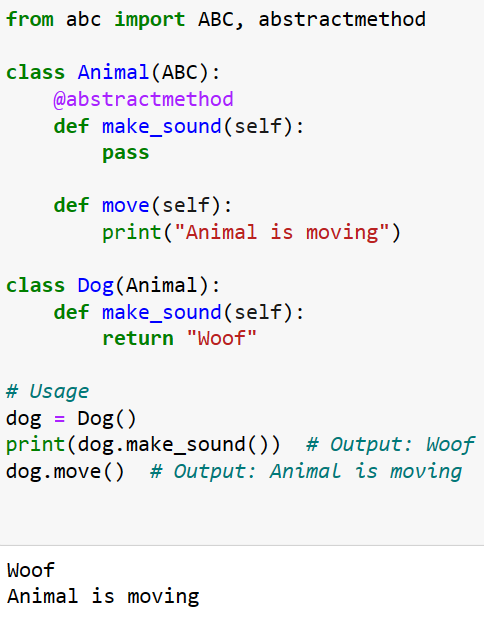 from abc import ABC, abstractmethod

class Animal(ABC):
    @abstractmethod
    def make_sound(self):
        pass

    def move(self):
        print("Animal is moving")

class Dog(Animal):
    def make_sound(self):
        return "Woof"

# Usage
dog = Dog()
print(dog.make_sound())  # Output: Woof
dog.move()  # Output: Animal is moving

Woof
Animal is moving